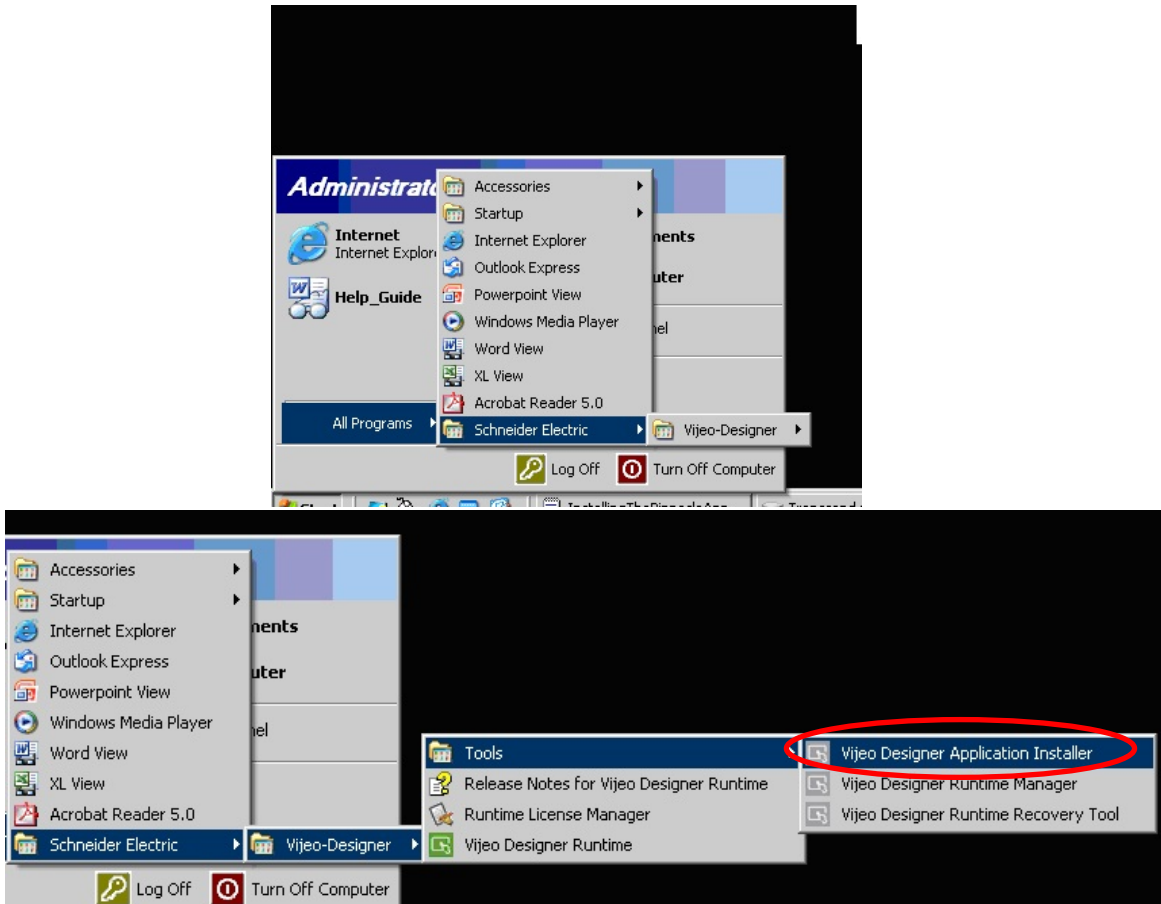 Administrato
Accessories
Startup
Internet
Internet Explor
Internet Explorer
ments
Outlook Express
uter
Help_Guide
Powerpoint View
Windows Media Player
nel
Word View
XL View
Acrobat Reader 5.0
All Programs
Schneider Electric
Vijeo-Designer
Log Off
Turn Off Computer
Accessories
Startup
Internet Explorer
ments
Outlook Express
uter
Powerpoint View
Windows Media Player
nel
Word View
Tools
Vijeo Designer Application Installer
XL View
Release Notes for Vijeo Designer Runtime
Vijeo Designer Runtime Manager
Acrobat Reader 5.0
Runtime License Manager
Vijeo Designer Runtime Recovery Tool
Schneider Electric
Vijeo-Designer
Vijeo Designer Runtime
Log Off
Turn Off Computer